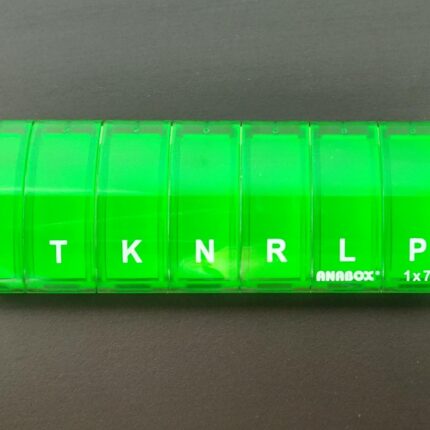 T K N R L P
ANABOX® 1x7